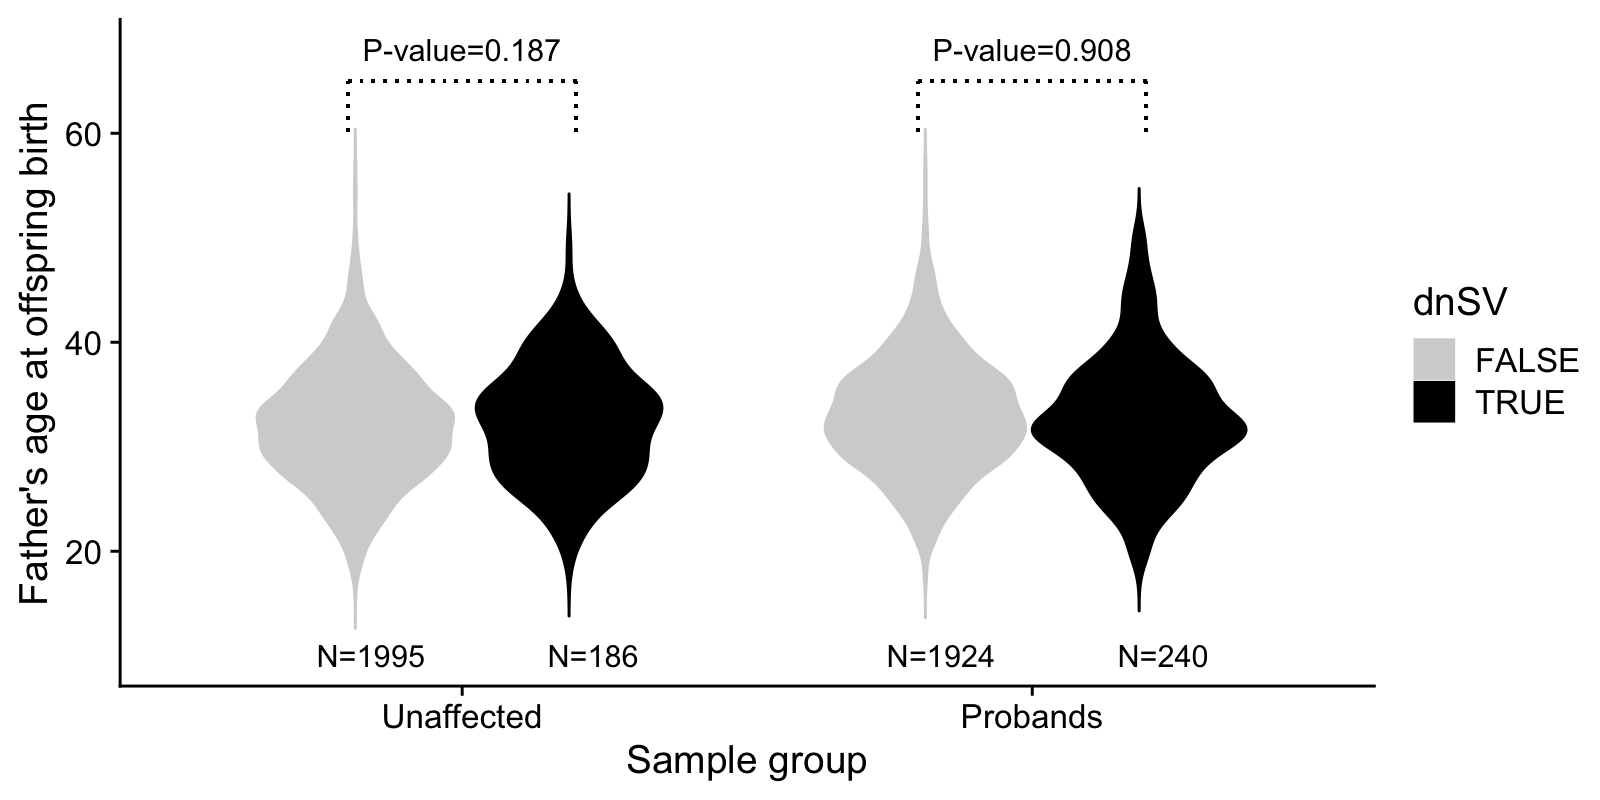 P-value=0.187
P-value=0.908
Father's age at offspring birth
60
40
20
N=1995
N=186
N=1924
N=240
Unaffected
Probands
Sample group
dnSV
FALSE
TRUE